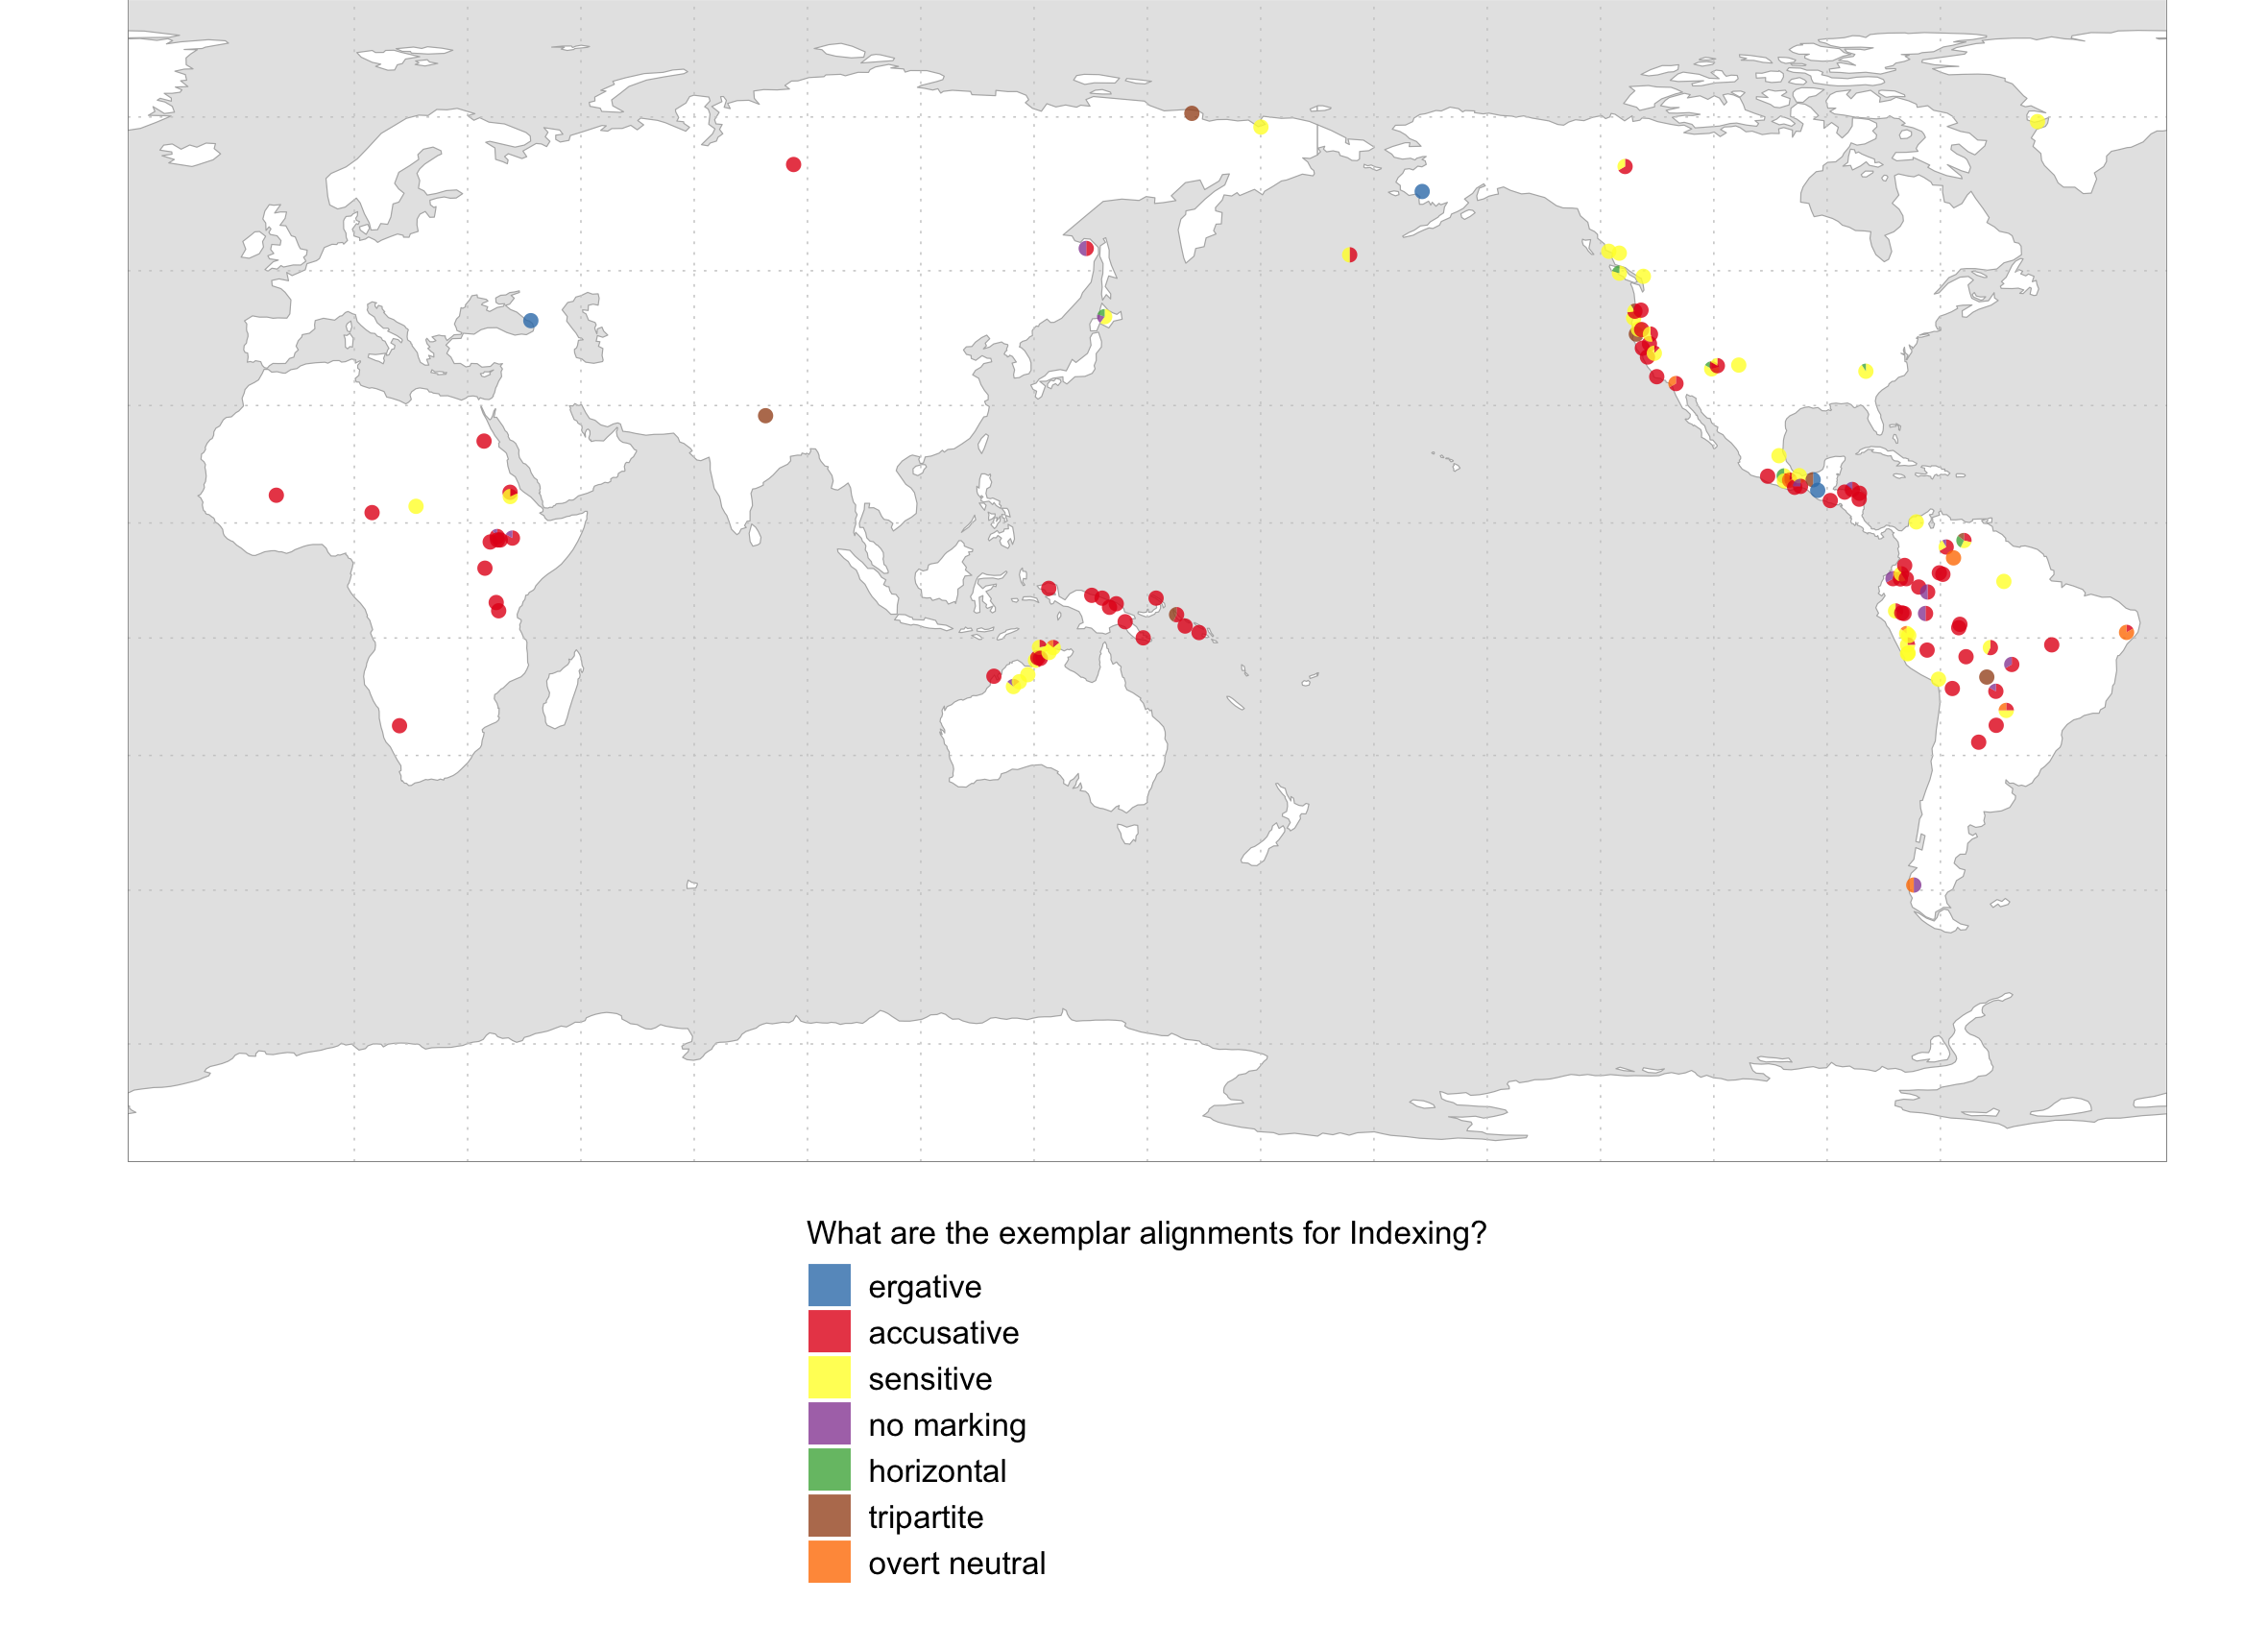 What are the exemplar alignments for Indexing?
ergative
accusative
sensitive
no marking
horizontal
tripartite
overt neutral